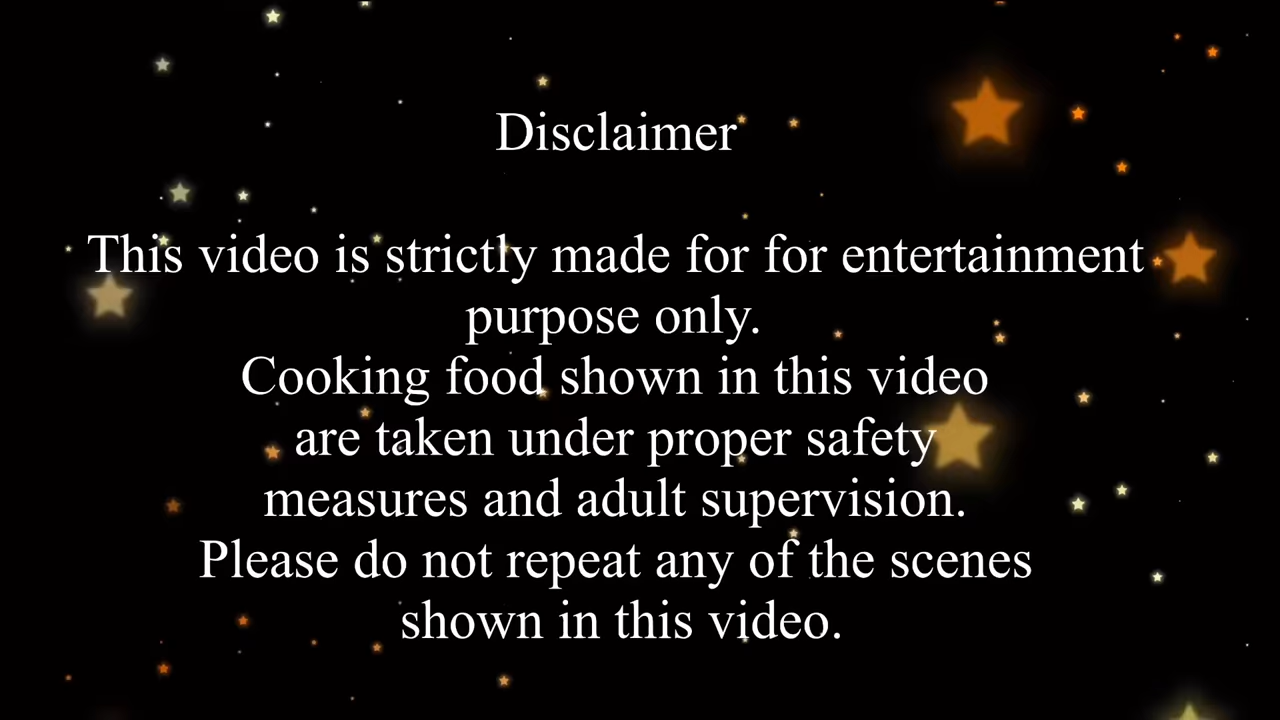 Disclaimer
This video is strictly made for for entertainment
purpose only.
Cooking food shown in this video
are taken under proper safety
measures and adult supervision.
Please do not repeat any of the scenes
shown in this video.